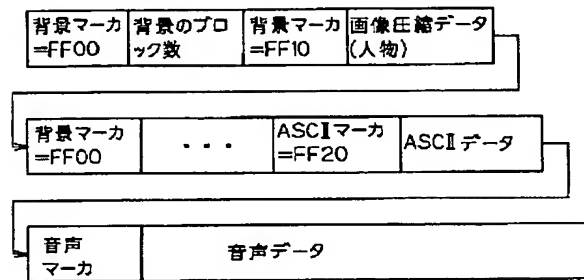 背景マーカ
=FF00
背景のブロ
ック数
背景マーカ
=FF10
画像圧縮データ
(人物)
背景マーカ
=FF00
・・・
ASCⅡマーカ
=FF20
ASCⅡデータ
音声
マーカ
音声データ